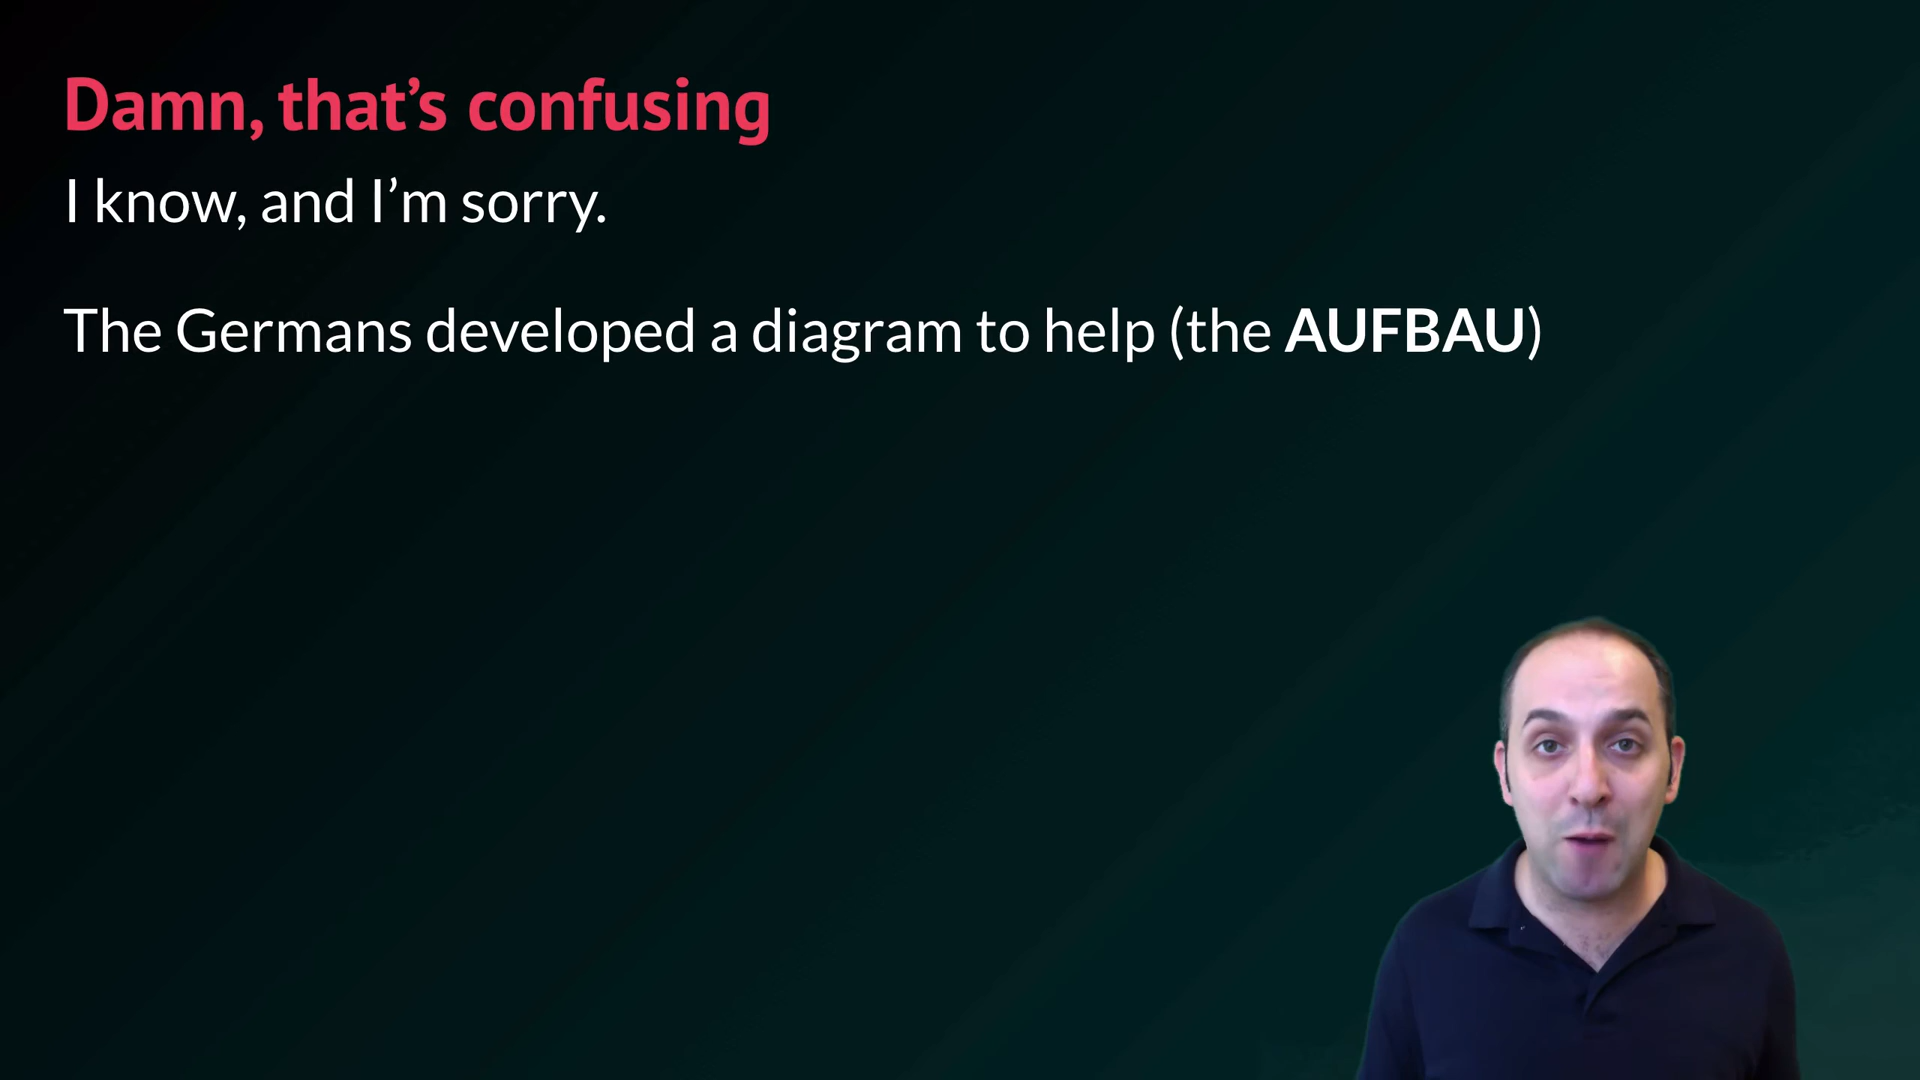 Damn, that’s confusing
I know, and I’m sorry.
The Germans developed a diagram to help (the AUFBAU)